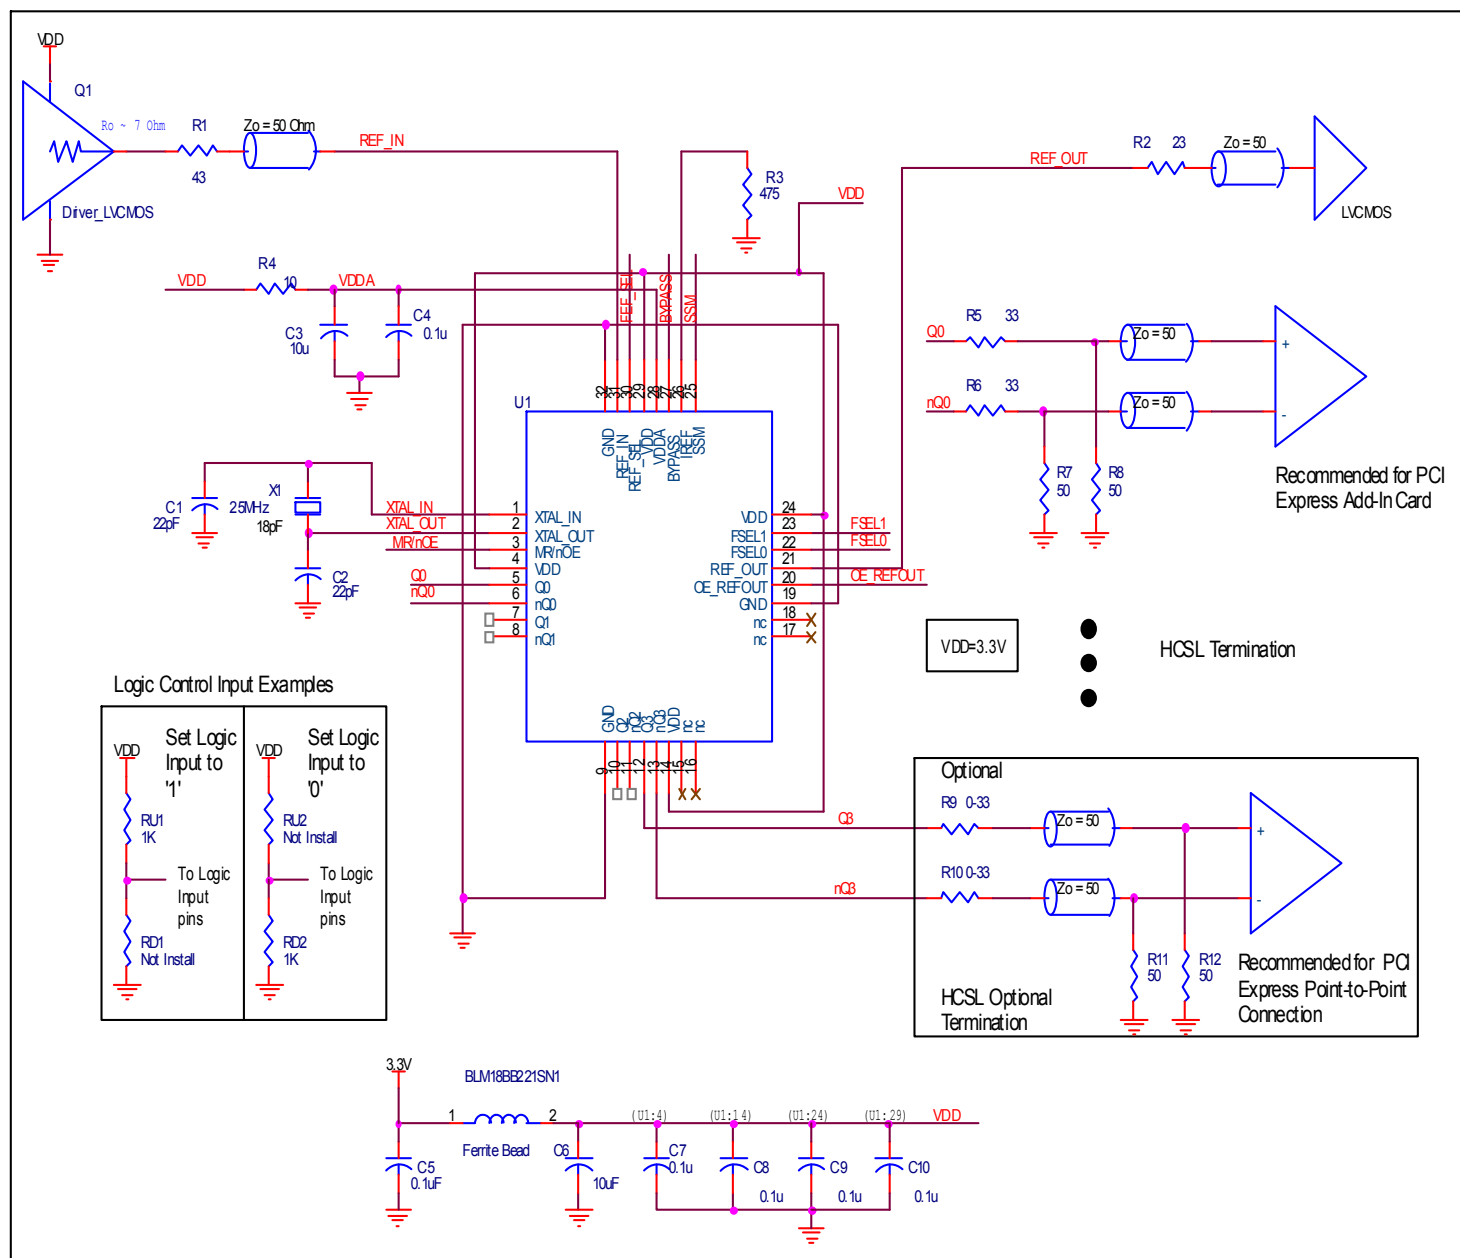 VDD
Q1
Ro ~ 7 Ohm
R1
43
Zo = 50 Ohm
REF_IN
Driver_LVCMOS
R3
475
VDD
REF_OUT
R2 23
Zo = 50
LVCMOS
VDD
R4
10
VDDA
C3
10u
C4
0.1u
FEF_SEL
BYPASS
SSM
Q0
R5 33
Zo = 50
+
nQ0
R6 33
Zo = 50
-
R7
50
R8
50
Recommended for PCI
Express Add-In Card
U1
32
31
30
29
28
27
26
25
GND
REF_IN
REF_SEL
VDD
VDDA
BYPASS
IREF
SSM
C1
22pF
X1
25MHz
18pF
C2
22pF
XTAL_IN
XTAL_OUT
MR/nOE
Q0
nQ0
1
2
3
4
5
6
7
8
XTAL_IN
XTAL_OUT
MR/nOE
VDD
Q0
nQ0
Q1
nQ1
VDD
FSEL1
FSEL0
REF_OUT
OE_REFOUT
GND
nc
nc
24
23
22
21
20
19
18
17
FSEL1
FSEL0
OE_REFOUT
GND
Q2
nQ2
Q3
nQ3
VDD
nc
nc
9
10
11
12
13
14
15
16
VDD=3.3V
HCSL Termination
Logic Control Input Examples
VDD
Set Logic
Input to
'1'
RU1
1K
To Logic
Input
pins
RD1
Not Install
VDD
Set Logic
Input to
'0'
RU2
Not Install
To Logic
Input
pins
RD2
1K
Q3
nQ3
Optional
R9 0-33
Zo = 50
+
R10 0-33
Zo = 50
-
R11
50
R12
50
HCSL Optional
Termination
Recommended for PCI
Express Point-to-Point
Connection
3.3V
BLM18BB221SN1
1
2
Ferrite Bead
(U1:4)
(U1:14)
(U1:24)
(U1:29)
VDD
C5
0.1uF
C6
10uF
C7
0.1u
C8
0.1u
C9
0.1u
C10
0.1u